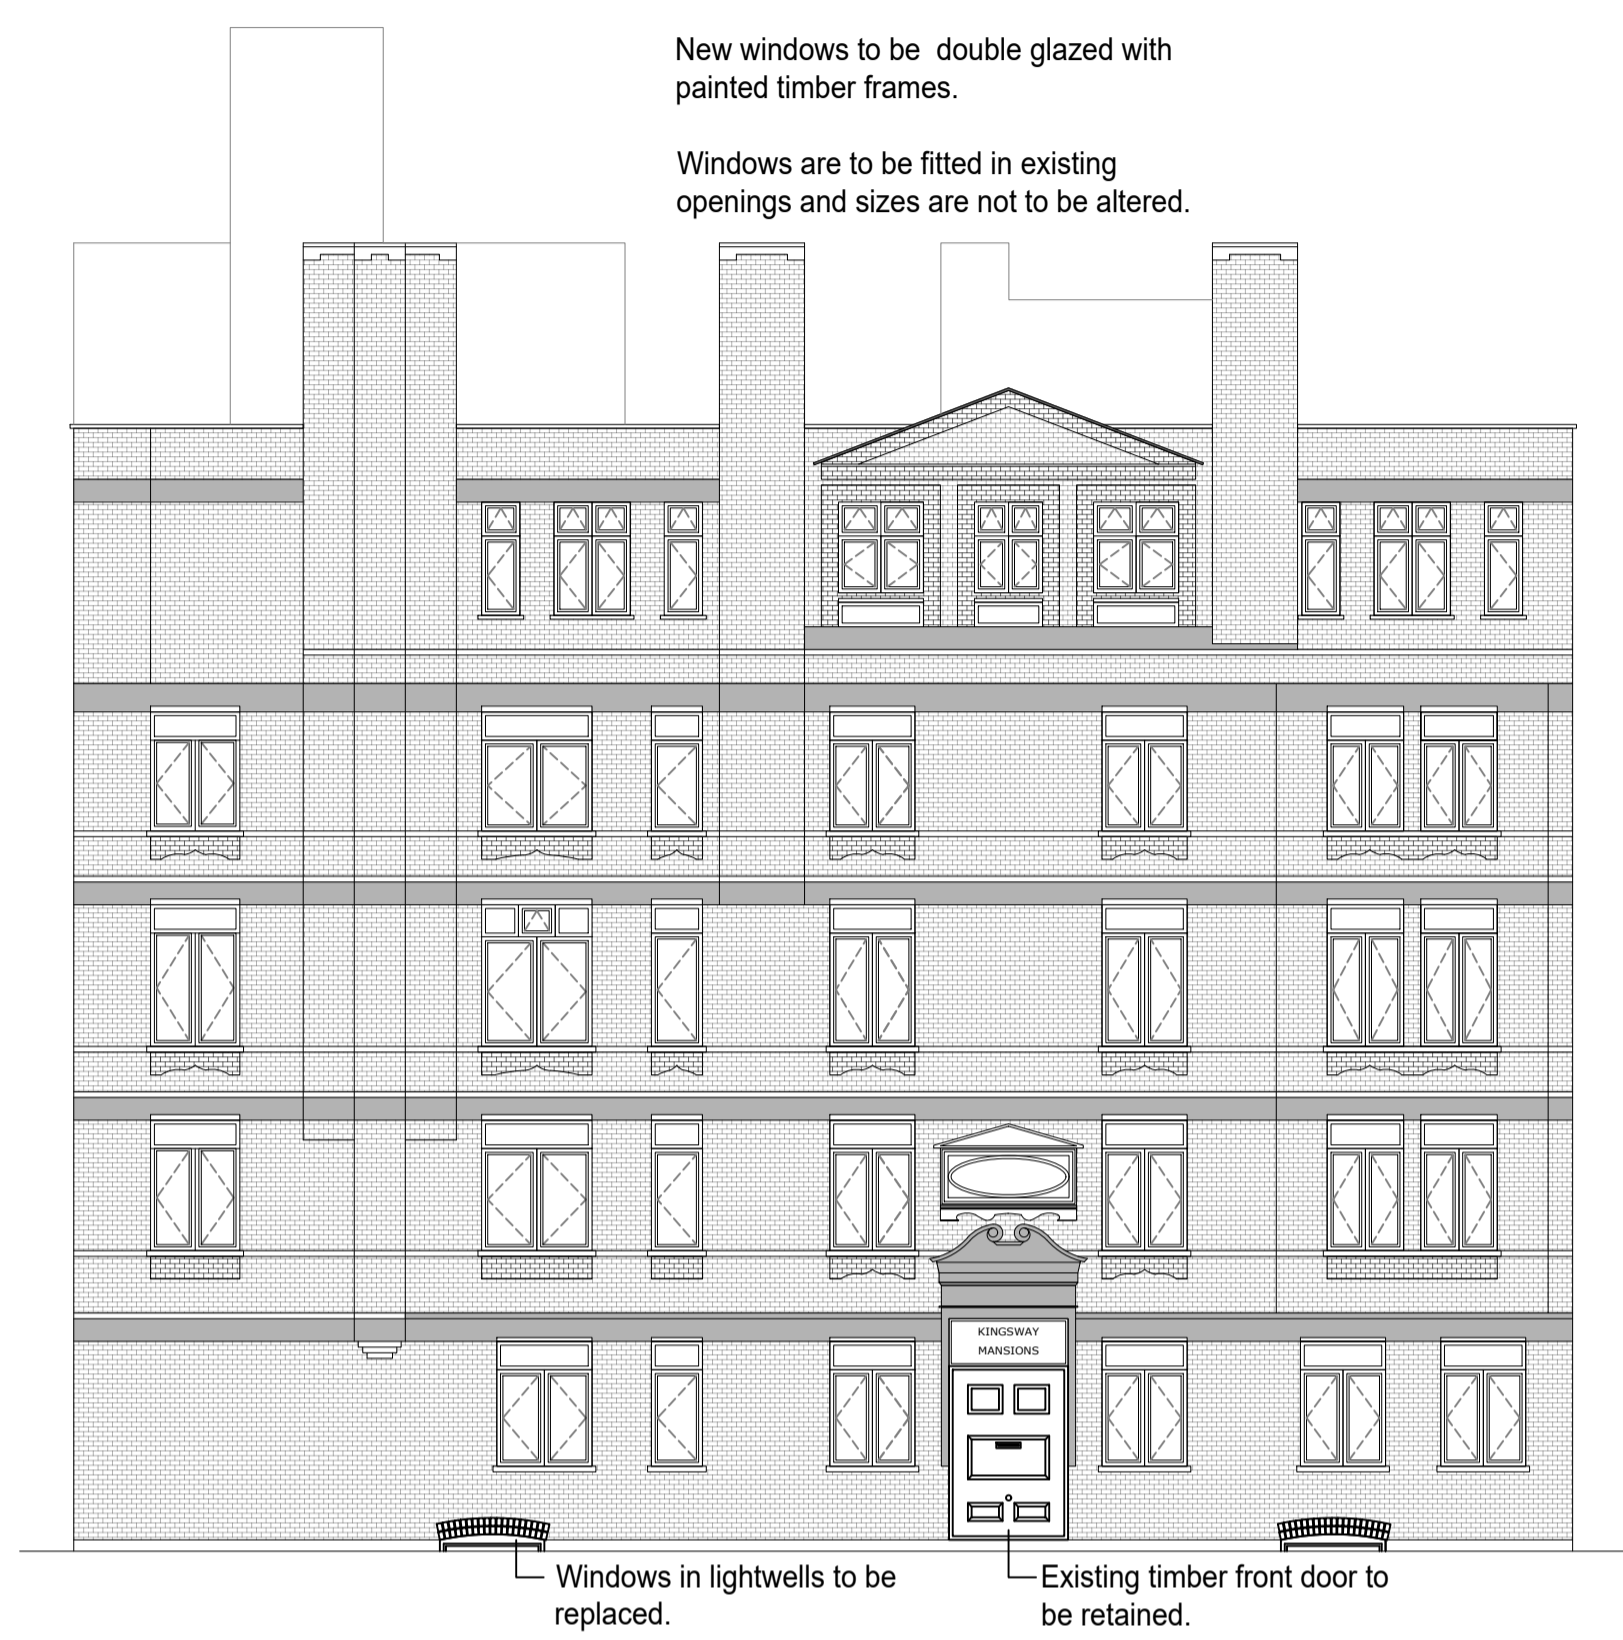 New windows to be  double glazed with
painted timber frames.
Windows are to be fitted in existing
openings and sizes are not to be altered.
KINGSWAY
MANSIONS
Windows in lightwells to be
replaced.
Existing timber front door to
be retained.